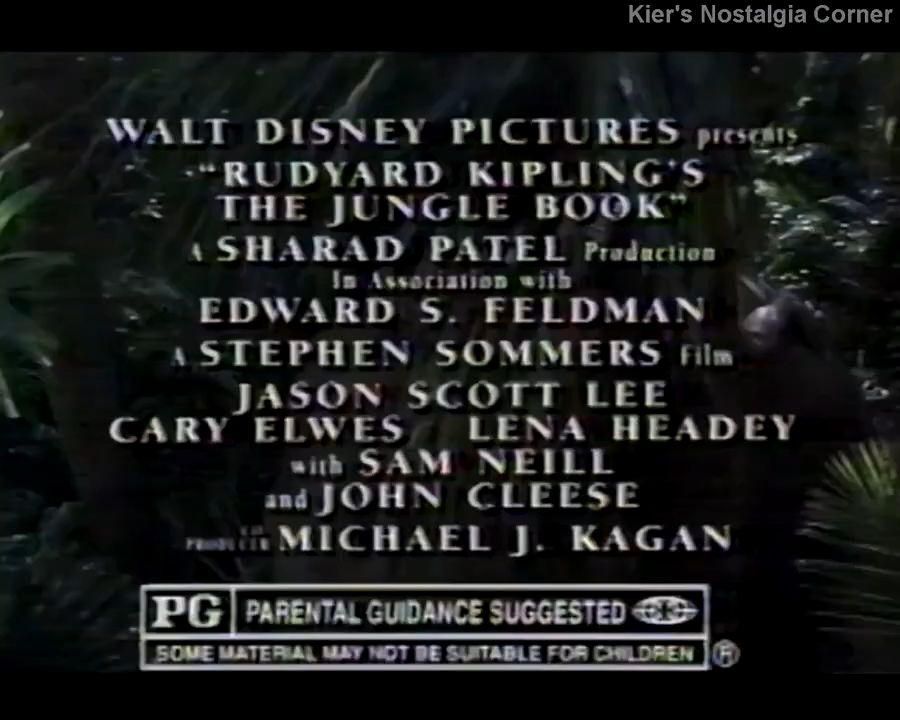 Kier's Nostalgia Corner
WALT DISNEY PICTURES presents
"RUDYARD KIPLING'S
THE JUNGLE BOOK"
A SHARAD PATEL Production
In Association with
EDWARD S. FELDMAN
A STEPHEN SOMMERS Film
JASON SCOTT LEE
CARY ELWES LENA HEADEY
with SAM NEILL
and JOHN CLEESE
PRODUCER MICHAEL J. KAGAN
PG PARENTAL GUIDANCE SUGGESTED
SOME MATERIAL MAY NOT BE SUITABLE FOR CHILDREN ®